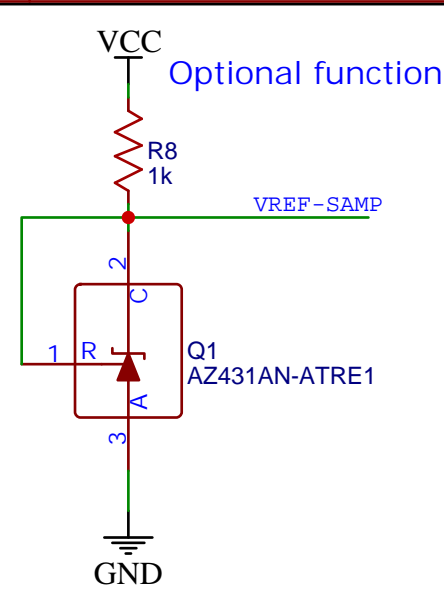 VCC
Optional function
R8
1k
VREF-SAMP
2
C
1 R
Q1
AZ431AN-ATRE1
A
3
GND